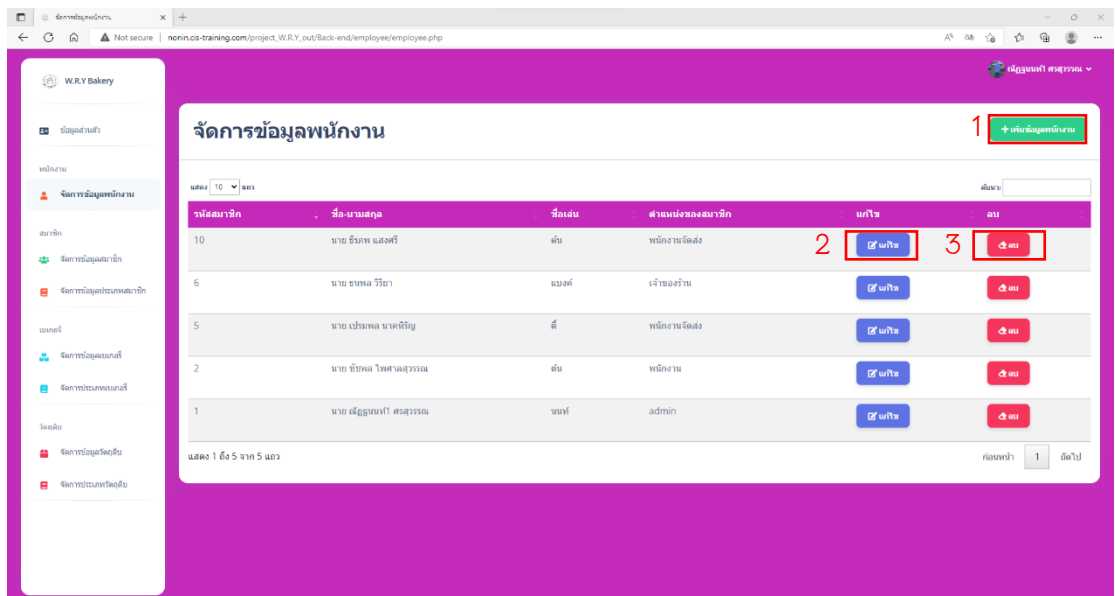 จัดการข้อมูลพนักงาน
Not secure | nonin.cis-training.com/project_W.R.Y_out/Back-end/employee/employee.php
W.R.Y Bakery
ณัฏฐนนท์1 ศรสุวรรณ
ข้อมูลส่วนตัว
พนักงาน
จัดการข้อมูลพนักงาน
สมาชิก
จัดการข้อมูลสมาชิก
จัดการข้อมูลประเภทสมาชิก
เบเกอรี่
จัดการข้อมูลเบเกอรี่
จัดการประเภทเบเกอรี่
วัตถุดิบ
จัดการข้อมูลวัตถุดิบ
จัดการประเภทวัตถุดิบ
จัดการข้อมูลพนักงาน
1 +เพิ่มข้อมูลพนักงาน
แสดง 10 แถว
ค้นหา:
รหัสมาชิก ชื่อ-นามสกุล ชื่อเล่น ตำแหน่งของสมาชิก แก้ไข ลบ
10 นาย ธีรภพ แสงศรี ต้น พนักงานจัดส่ง 2 แก้ไข 3 ลบ
6 นาย ธนพล วิริยา แบงค์ เจ้าของร้าน แก้ไข ลบ
5 นาย เปรมพล นาคหิรัญ ตี้ พนักงานจัดส่ง แก้ไข ลบ
2 นาย ชัชพล ไพศาลสุวรรณ ต้น พนักงาน แก้ไข ลบ
1 นาย ณัฏฐนนท์1 ศรสุวรรณ นนท์ admin แก้ไข ลบ
แสดง 1 ถึง 5 จาก 5 แถว
ก่อนหน้า 1 ถัดไป